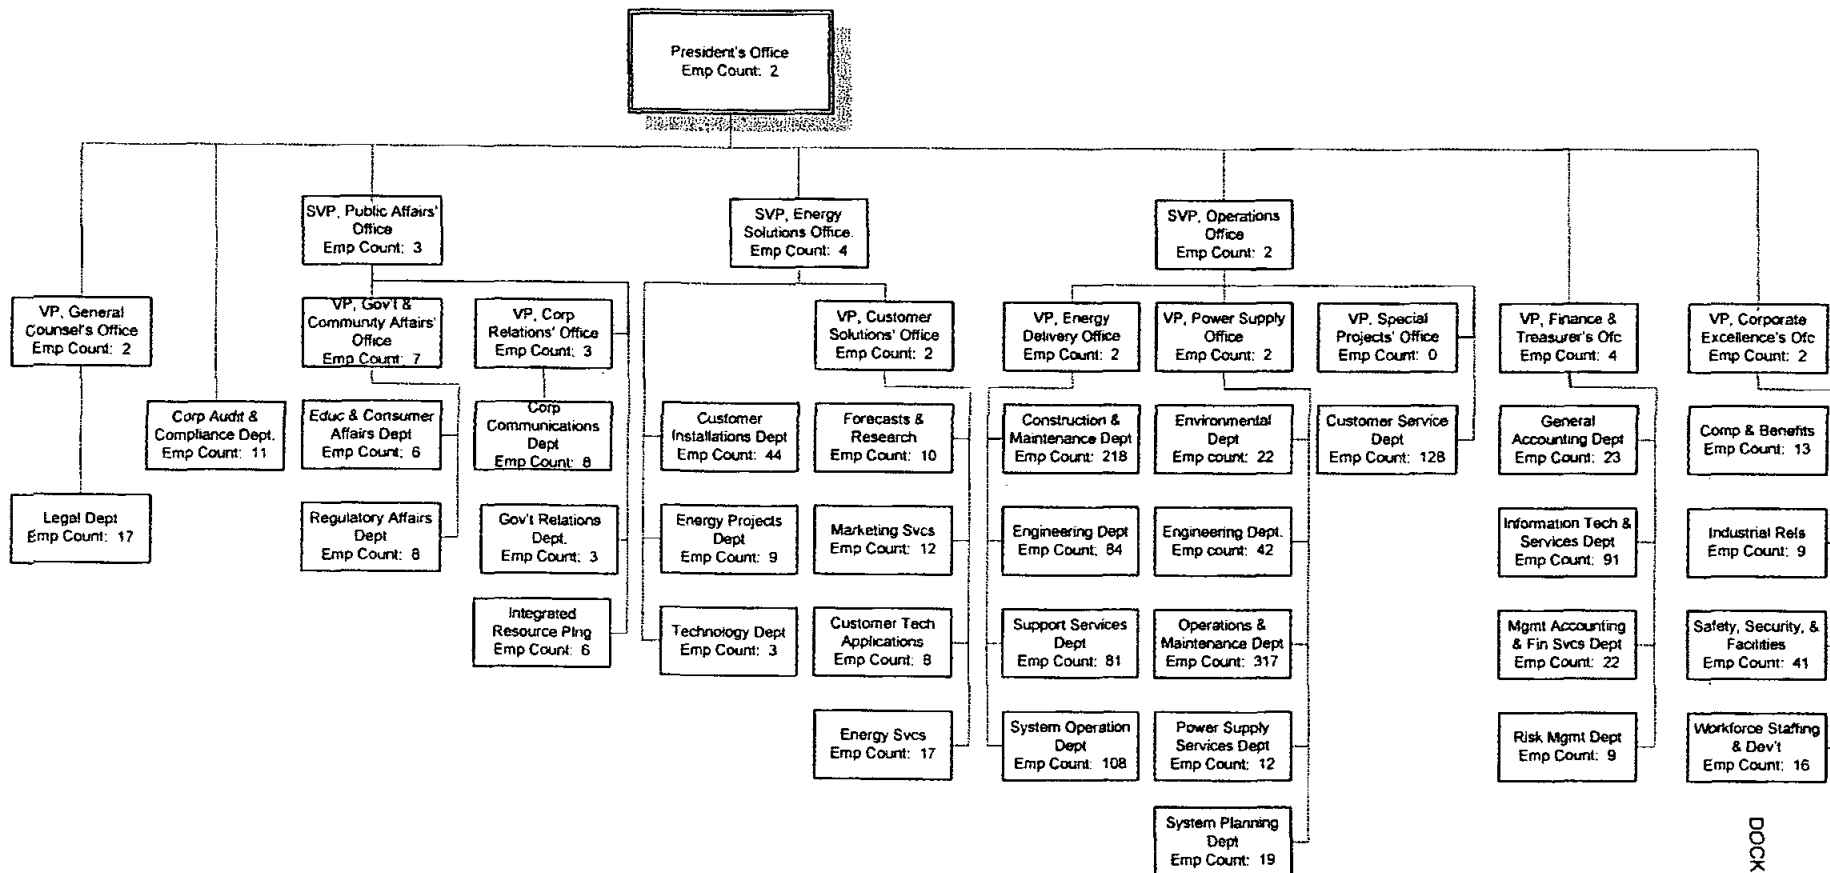 President's Office
Emp Count: 2
SVP, Public Affairs'
Office
Emp Count: 3
SVP, Energy
Solutions Office.
Emp Count: 4
SVP, Operations
Office
Emp Count: 2
VP, General
Counsel's Office
Emp Count: 2
VP, Gov't &
Community Affairs'
Office
Emp Count: 7
VP, Corp
Relations' Office
Emp Count: 3
VP, Customer
Solutions' Office
Emp Count: 2
VP, Energy
Delivery Office
Emp Count: 2
VP, Power Supply
Office
Emp Count: 2
VP, Special
Projects' Office
Emp Count: 0
VP, Finance &
Treasurer's Ofc
Emp Count: 4
VP, Corporate
Excellence's Ofc
Emp Count: 2
Corp Audit &
Compliance Dept.
Emp Count: 11
Educ & Consumer
Affairs Dept
Emp Count: 6
Corp
Communications
Dept
Emp Count: 8
Customer
Installations Dept
Emp Count: 44
Forecasts &
Research
Emp Count: 10
Construction &
Maintenance Dept
Emp Count: 218
Environmental
Dept
Emp count: 22
Customer Service
Dept
Emp Count: 128
General
Accounting Dept
Emp Count: 23
Comp & Benefits
Emp Count: 13
Legal Dept
Emp Count: 17
Regulatory Affairs
Dept
Emp Count: 8
Gov't Relations
Dept.
Emp Count: 3
Energy Projects
Dept
Emp Count: 9
Marketing Svcs
Emp Count: 12
Engineering Dept
Emp Count: 84
Engineering Dept.
Emp count: 42
Information Tech &
Services Dept
Emp Count: 91
Industrial Rels
Emp Count: 9
Integrated
Resource Plng
Emp Count: 6
Technology Dept
Emp Count: 3
Customer Tech
Applications
Emp Count: 8
Support Services
Dept
Emp Count: 81
Operations &
Maintenance Dept
Emp Count: 317
Mgmt Accounting
& Fin Svcs Dept
Emp Count: 22
Safety, Security, &
Facilities
Emp Count: 41
Energy Svcs
Emp Count: 17
System Operation
Dept
Emp Count: 108
Power Supply
Services Dept
Emp Count: 12
Risk Mgmt Dept
Emp Count: 9
Workforce Staffing
& Dev't
Emp Count: 16
System Planning
Dept
Emp Count: 19
DOCK